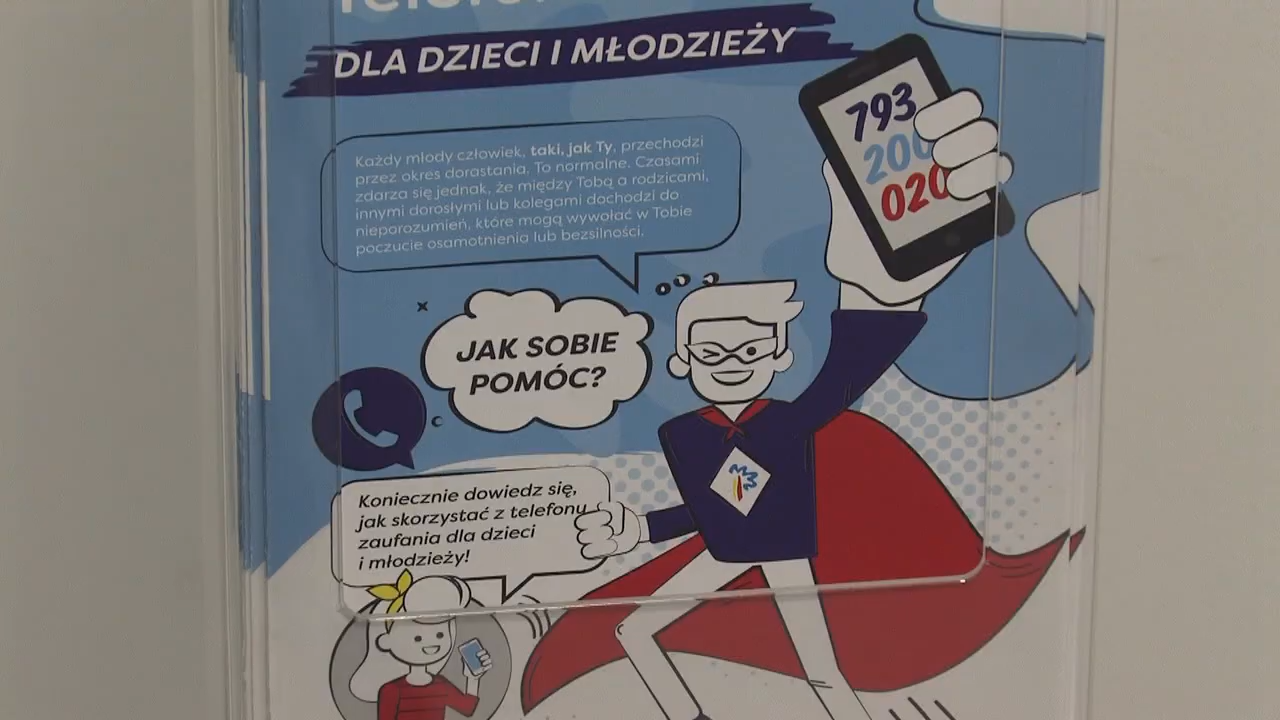 DLA DZIECI I MŁODZIEŻY
793
200
020
Każdy młody człowiek, taki, jak Ty, przechodzi
przez okres dorastania. To normalne. Czasami
zdarza się jednak, że między Tobą a rodzicami,
innymi dorosłymi lub kolegami dochodzi do
nieporozumień, które mogą wywołać w Tobie
poczucie osamotnienia lub bezsilności.
JAK SOBIE
POMÓC?
Koniecznie dowiedz się,
jak skorzystać z telefonu
zaufania dla dzieci
i młodzieży!